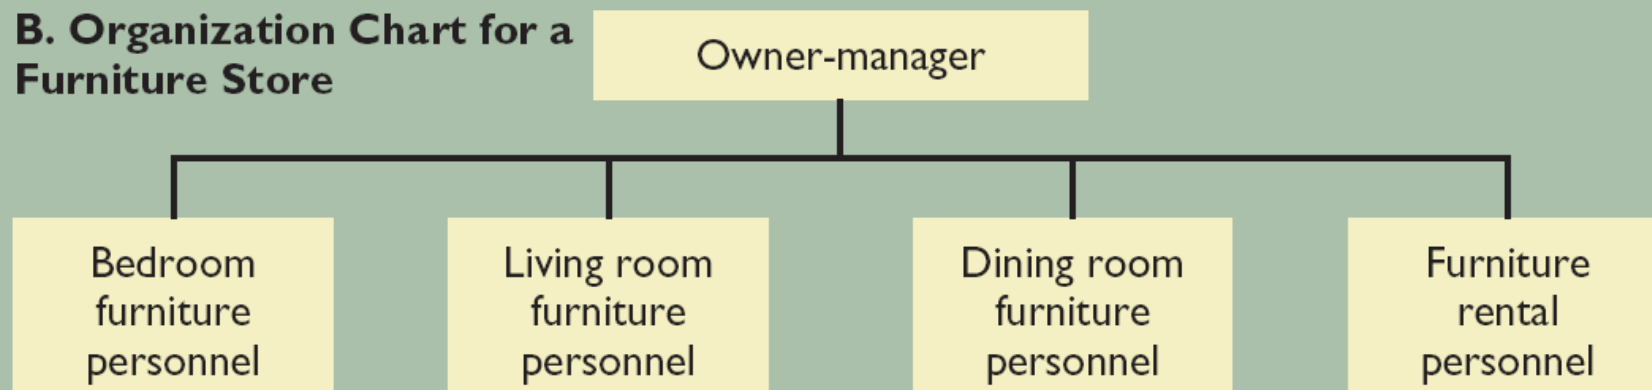 B. Organization Chart for a
Furniture Store
Owner-manager
Bedroom
furniture
personnel
Living room
furniture
personnel
Dining room
furniture
personnel
Furniture
rental
personnel